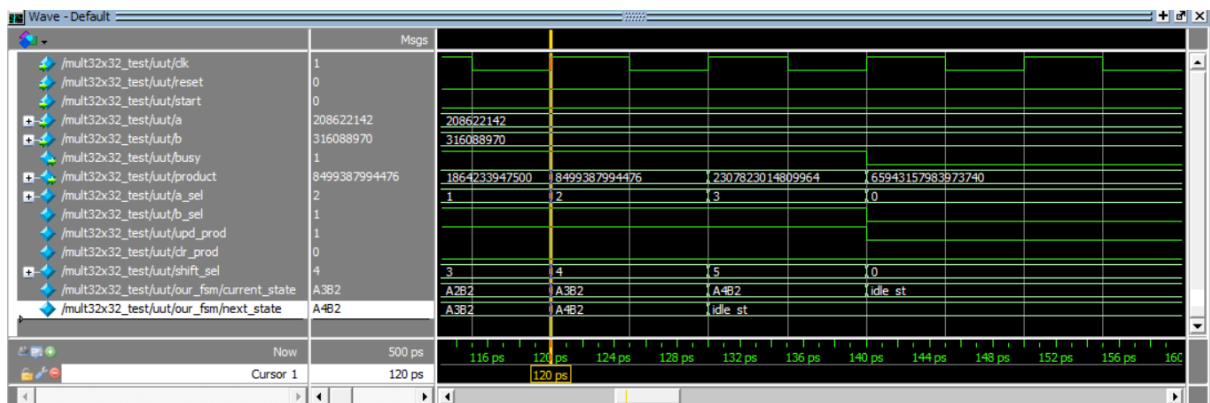 Wave - Default
Msgs
/mult32x32_test/uut/clk 1
/mult32x32_test/uut/reset 0
/mult32x32_test/uut/start 0
/mult32x32_test/uut/a 208622142 208622142
/mult32x32_test/uut/b 316088970 316088970
/mult32x32_test/uut/busy 1
/mult32x32_test/uut/product 8499387994476 1864233947500 8499387994476 2307823014809964 65943157983973740
/mult32x32_test/uut/a_sel 2 1 2 3 0
/mult32x32_test/uut/b_sel 1
/mult32x32_test/uut/upd_prod 1
/mult32x32_test/uut/clr_prod 0
/mult32x32_test/uut/shift_sel 4 3 4 5 0
/mult32x32_test/uut/our_fsm/current_state A3B2 A2B2 A3B2 A4B2 idle_st
/mult32x32_test/uut/our_fsm/next_state A4B2 A3B2 A4B2 idle_st
Now 500 ps 116 ps 120 ps 124 ps 128 ps 132 ps 136 ps 140 ps 144 ps 148 ps 152 ps 156 ps 160
Cursor 1 120 ps 120 ps